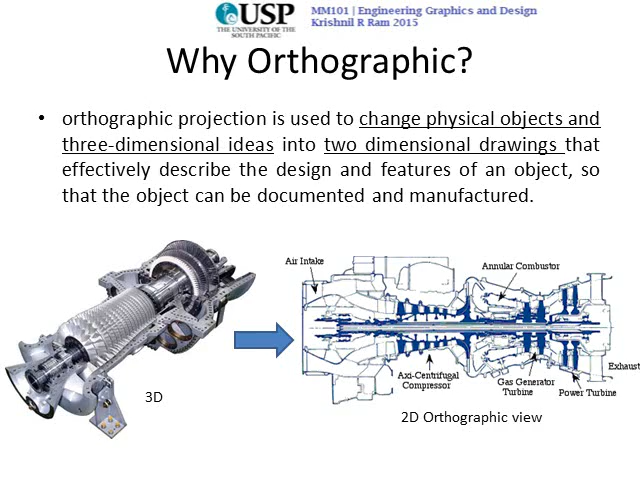 USP
THE UNIVERSITY OF THE
SOUTH PACIFIC
MM101 | Engineering Graphics and Design
Krishnil R Ram 2015
Why Orthographic?
• orthographic projection is used to change physical objects and
three-dimensional ideas into two dimensional drawings that
effectively describe the design and features of an object, so
that the object can be documented and manufactured.
Air Intake
Annular Combustor
Axi-Centrifugal
Compressor
Gas Generator
Turbine
Power Turbine
Exhaust
3D
2D Orthographic view